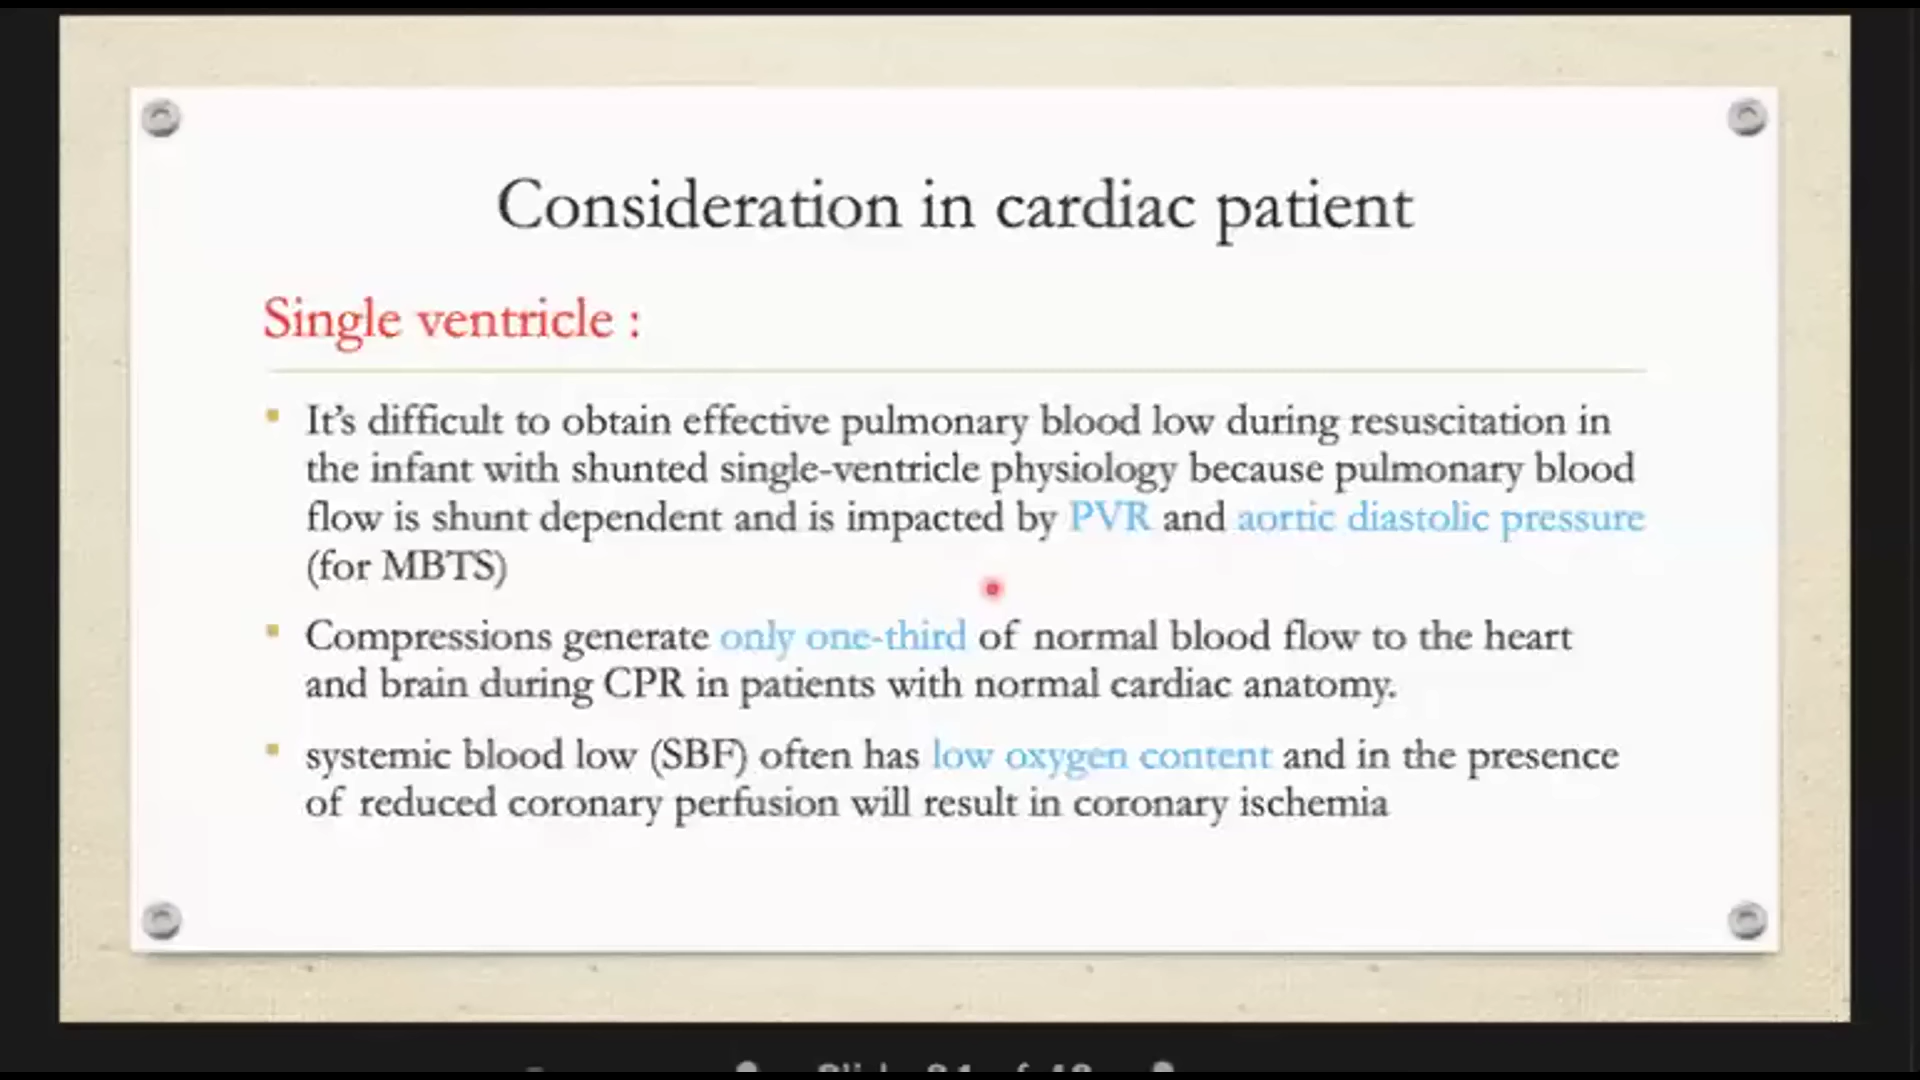 Consideration in cardiac patient
Single ventricle :
It's difficult to obtain effective pulmonary blood low during resuscitation in
the infant with shunted single-ventricle physiology because pulmonary blood
flow is shunt dependent and is impacted by PVR and aortic diastolic pressure
(for MBTS)
Compressions generate only one-third of normal blood flow to the heart
and brain during CPR in patients with normal cardiac anatomy.
systemic blood low (SBF) often has low oxygen content and in the presence
of reduced coronary perfusion will result in coronary ischemia